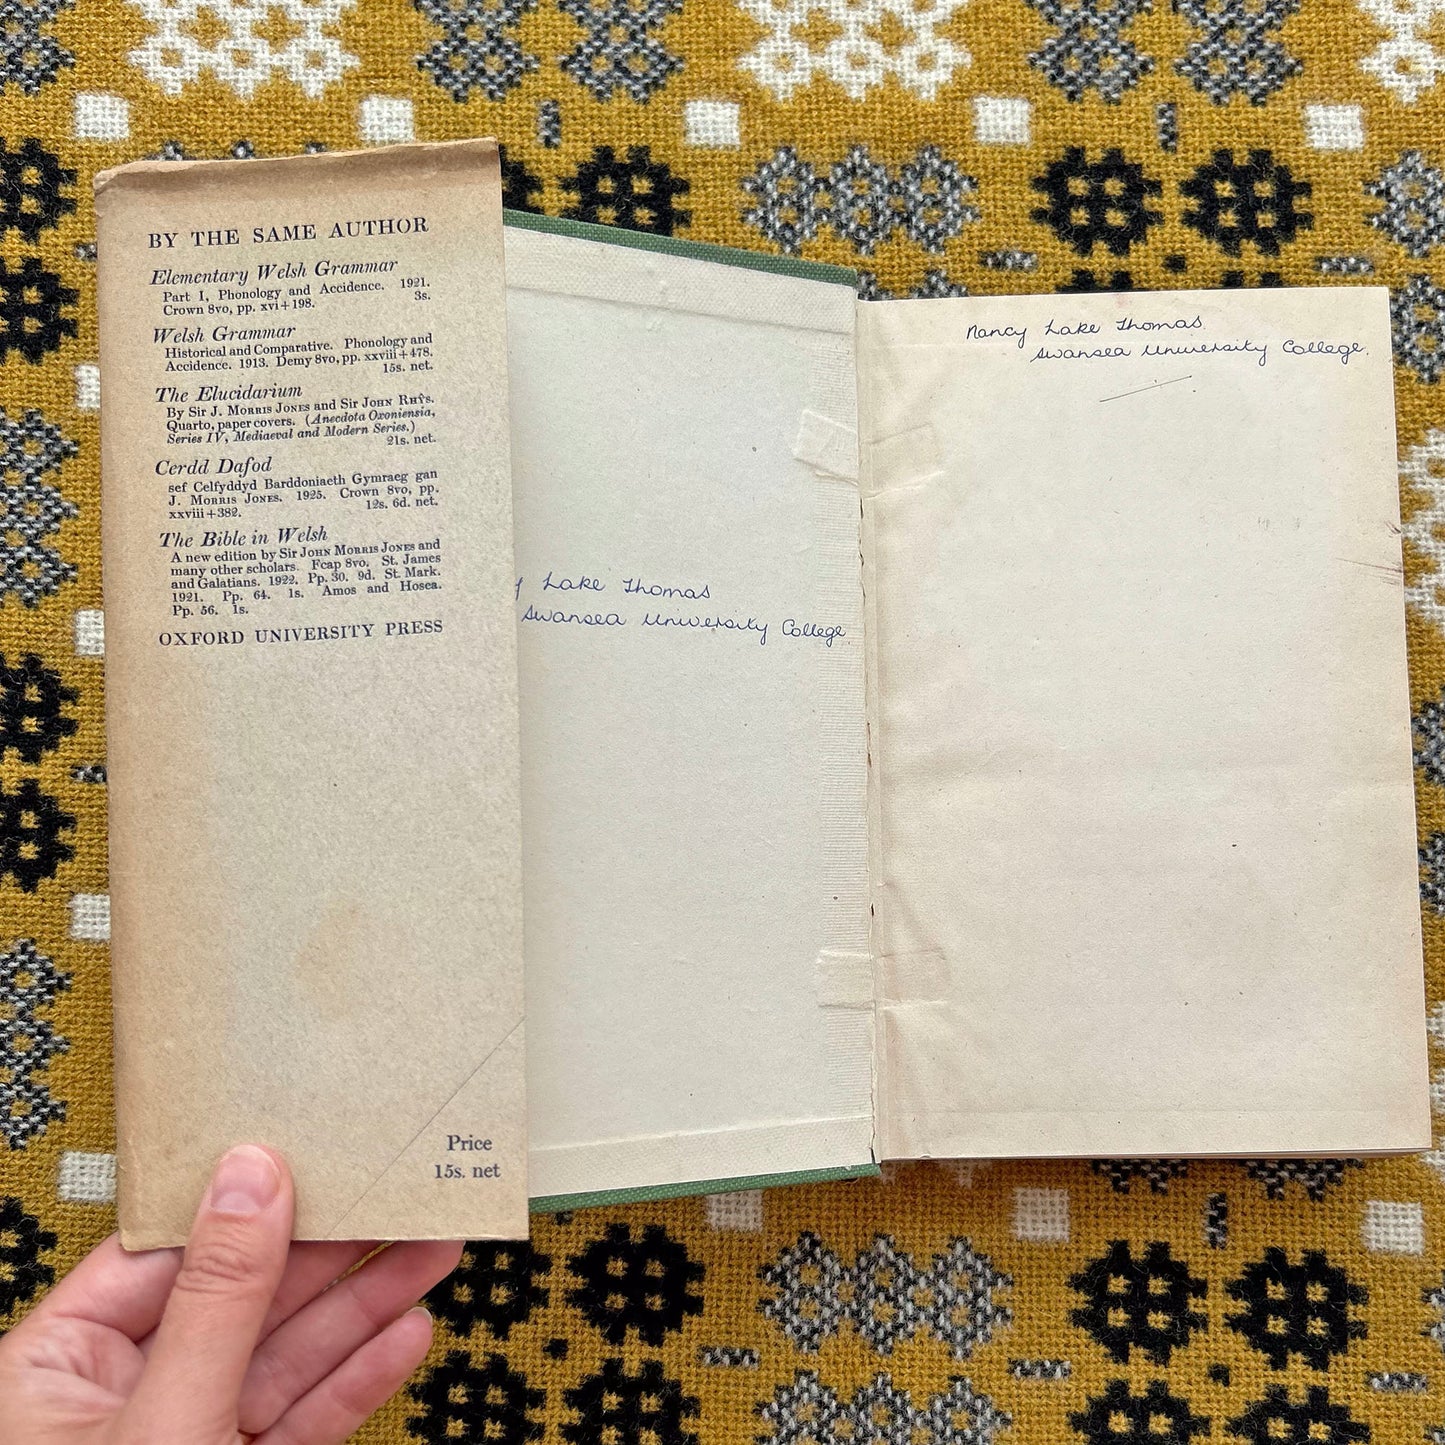 BY THE SAME AUTHOR
Elementary Welsh Grammar
Part I, Phonology and Accidence. 1921.
Crown 8vo, pp. xvi+198. 3s.
Welsh Grammar
Historical and Comparative. Phonology and
Accidence. 1913. Demy 8vo, pp. xxviii+478.
15s. net.
The Elucidarium
By Sir J. MORRIS JONES and Sir JOHN RHŶS.
Quarto, paper covers. (Anecdota Oxoniensia,
Series IV, Mediaeval and Modern Series.)
21s. net.
Cerdd Dafod
sef Celfyddyd Barddoniaeth Gymraeg gan
J. MORRIS JONES. 1925. Crown 8vo, pp.
xxviii+382. 12s. 6d. net.
The Bible in Welsh
A new edition by Sir JOHN MORRIS JONES and
many other scholars. Fcap 8vo. St. James
and Galatians. 1922. Pp. 30. 9d. St. Mark.
1921. Pp. 64. 1s. Amos and Hosea.
Pp. 56. 1s.
OXFORD UNIVERSITY PRESS
Price
15s. net
y Lake Thomas
Swansea University College.
Nancy Lake Thomas.
Swansea University College.